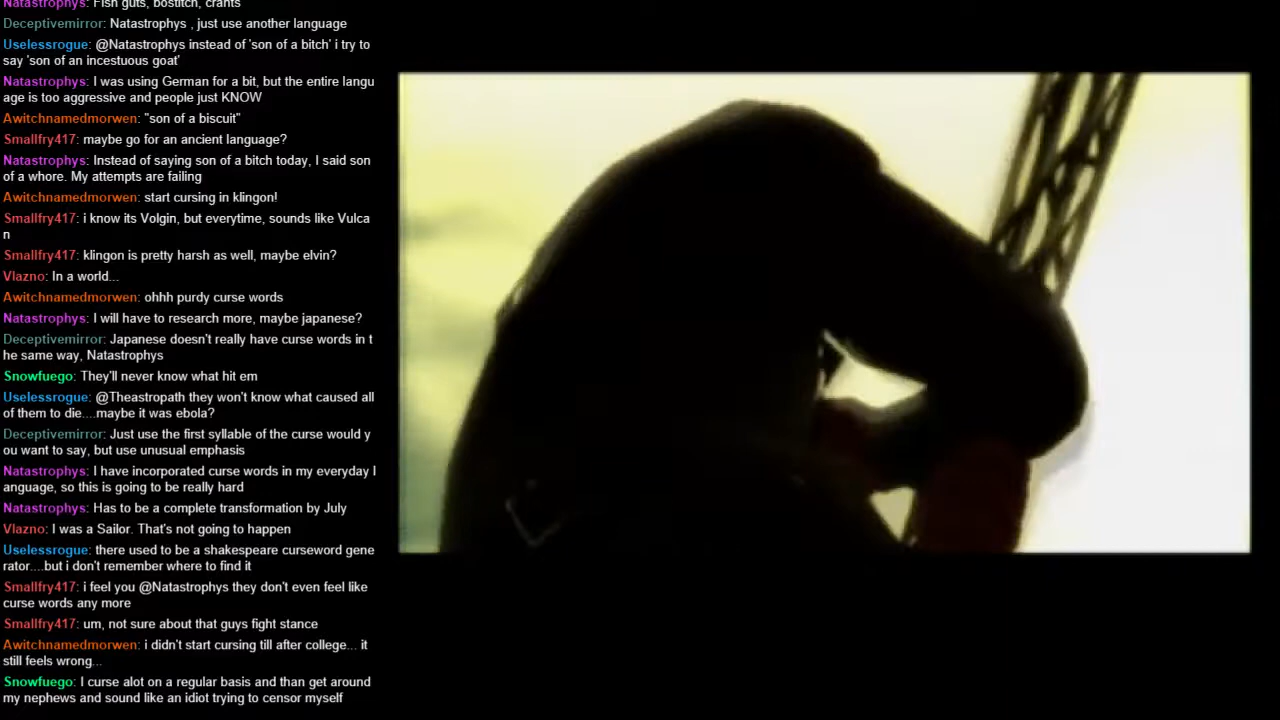 Natastrophys: Fish guts, bostitch, crants
Deceptivemirror: Natastrophys , just use another language
Uselessrogue: @Natastrophys instead of 'son of a bitch' i try to
say 'son of an incestuous goat'
Natastrophys: I was using German for a bit, but the entire langu
age is too aggressive and people just KNOW
Awitchnamedmorwen: "son of a biscuit"
Smallfry417: maybe go for an ancient language?
Natastrophys: Instead of saying son of a bitch today, I said son
of a whore. My attempts are failing
Awitchnamedmorwen: start cursing in klingon!
Smallfry417: i know its Volgin, but everytime, sounds like Vulca
n
Smallfry417: klingon is pretty harsh as well, maybe elvin?
Vlazno: In a world...
Awitchnamedmorwen: ohhh purdy curse words
Natastrophys: I will have to research more, maybe japanese?
Deceptivemirror: Japanese doesn't really have curse words in t
he same way, Natastrophys
Snowfuego: They'll never know what hit em
Uselessrogue: @Theastropath they won't know what caused all
of them to die....maybe it was ebola?
Deceptivemirror: Just use the first syllable of the curse would y
ou want to say, but use unusual emphasis
Natastrophys: I have incorporated curse words in my everyday l
anguage, so this is going to be really hard
Natastrophys: Has to be a complete transformation by July
Vlazno: I was a Sailor. That's not going to happen
Uselessrogue: there used to be a shakespeare curseword gene
rator....but i don't remember where to find it
Smallfry417: i feel you @Natastrophys they don't even feel like
curse words any more
Smallfry417: um, not sure about that guys fight stance
Awitchnamedmorwen: i didn't start cursing till after college... it
still feels wrong...
Snowfuego: I curse alot on a regular basis and than get around
my nephews and sound like an idiot trying to censor myself